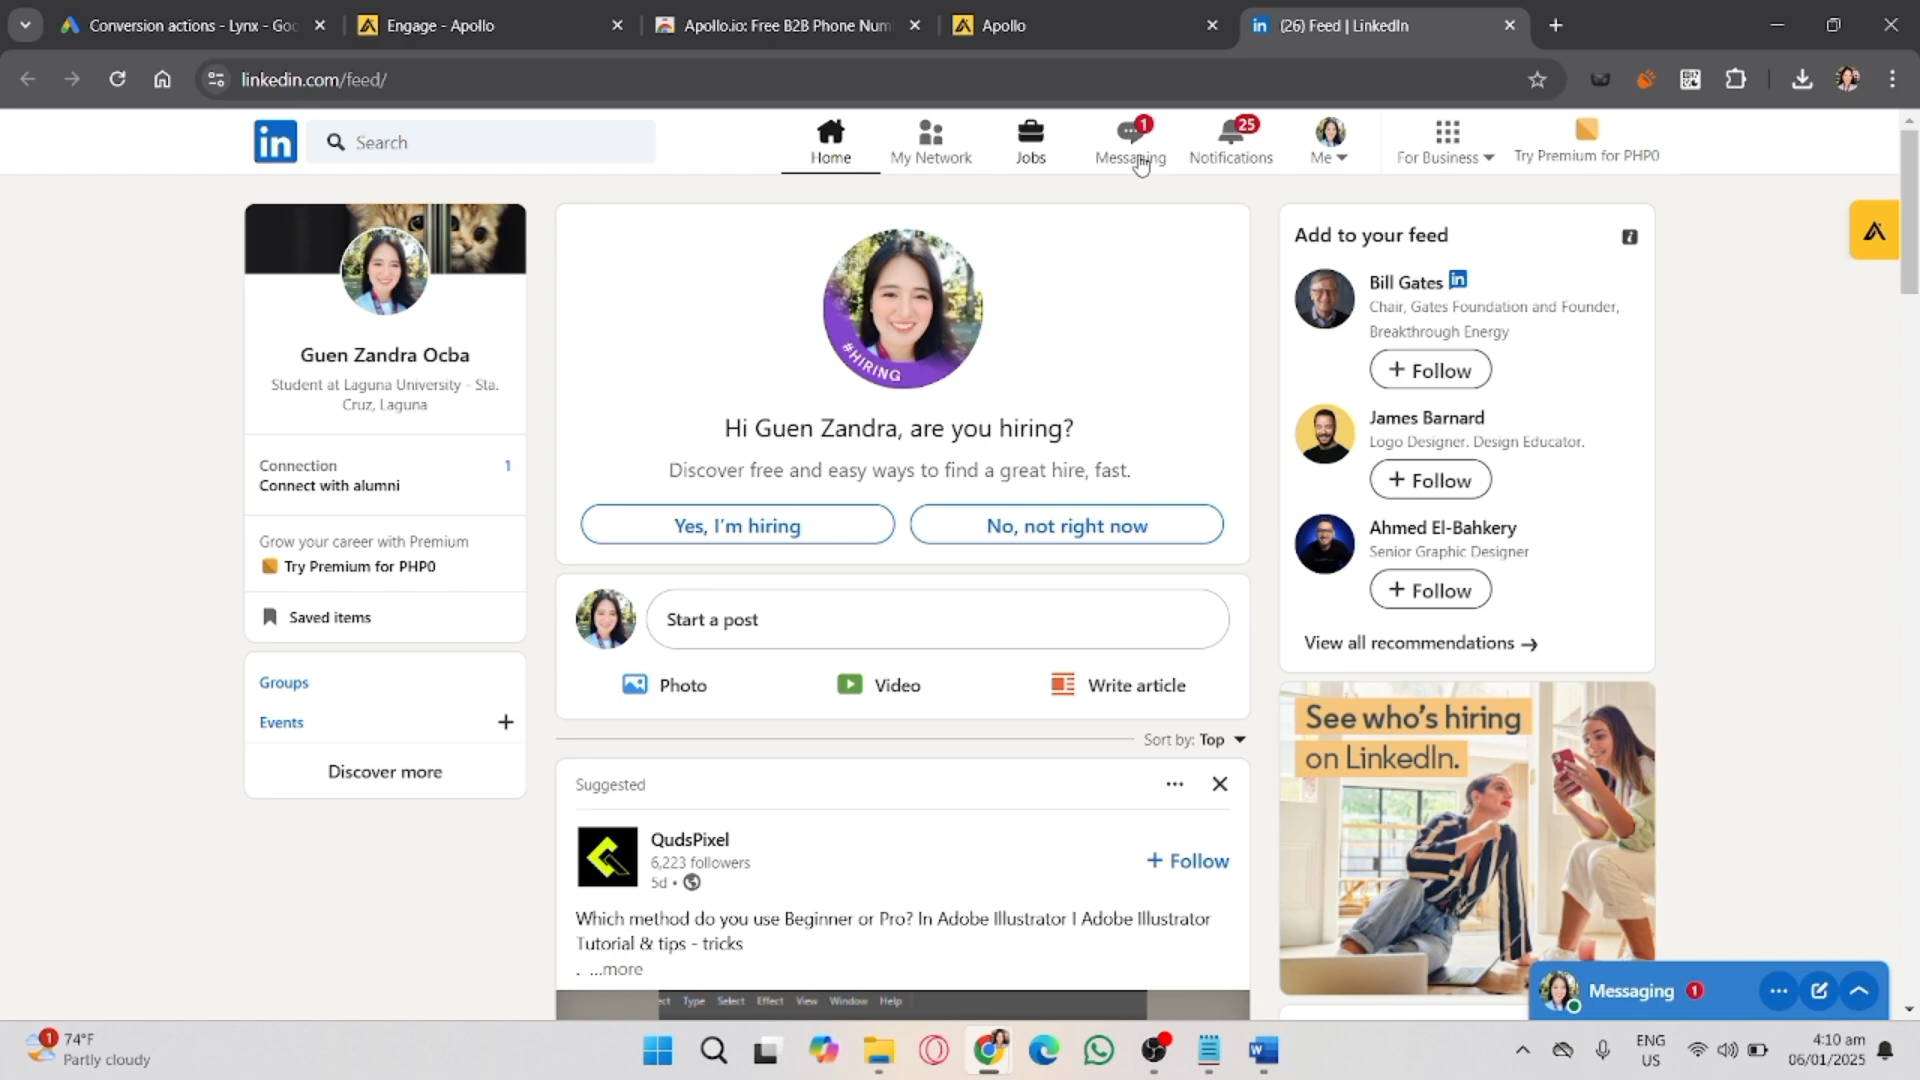 Conversion actions - Lynx - Goo
Engage - Apollo
Apollo.io: Free B2B Phone Num
Apollo
(26) Feed | LinkedIn
linkedin.com/feed/
in
Search
Home
My Network
Jobs
1
Messaging
25
Notifications
Me
For Business
Try Premium for PHP0
Guen Zandra Ocba
Student at Laguna University - Sta.
Cruz, Laguna
Connection 1
Connect with alumni
Grow your career with Premium
Try Premium for PHP0
Saved items
Groups
Events
Discover more
#HIRING
Hi Guen Zandra, are you hiring?
Discover free and easy ways to find a great hire, fast.
Yes, I'm hiring
No, not right now
Start a post
Photo
Video
Write article
Sort by: Top
Suggested
QudsPixel
6,223 followers
5d •
+ Follow
Which method do you use Beginner or Pro? In Adobe Illustrator I Adobe Illustrator
Tutorial & tips - tricks
. ...more
ect Type Select Effect View Window Help
Add to your feed
Bill Gates in
Chair, Gates Foundation and Founder,
Breakthrough Energy
+ Follow
James Barnard
Logo Designer. Design Educator.
+ Follow
Ahmed El-Bahkery
Senior Graphic Designer
+ Follow
View all recommendations →
See who's hiring
on LinkedIn.
Messaging 1
1
74°F
Partly cloudy
ENG
US
4:10 am
06/01/2025